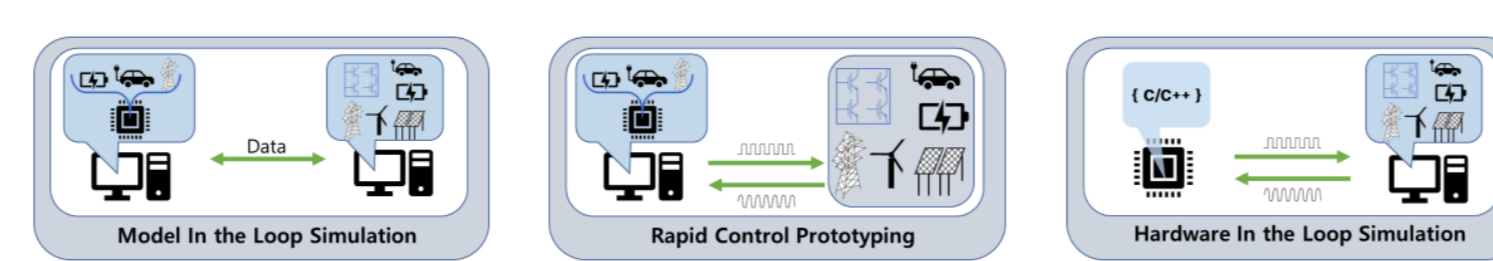 Data
Model In the Loop Simulation
Rapid Control Prototyping
{ C/C++ }
Hardware In the Loop Simulation